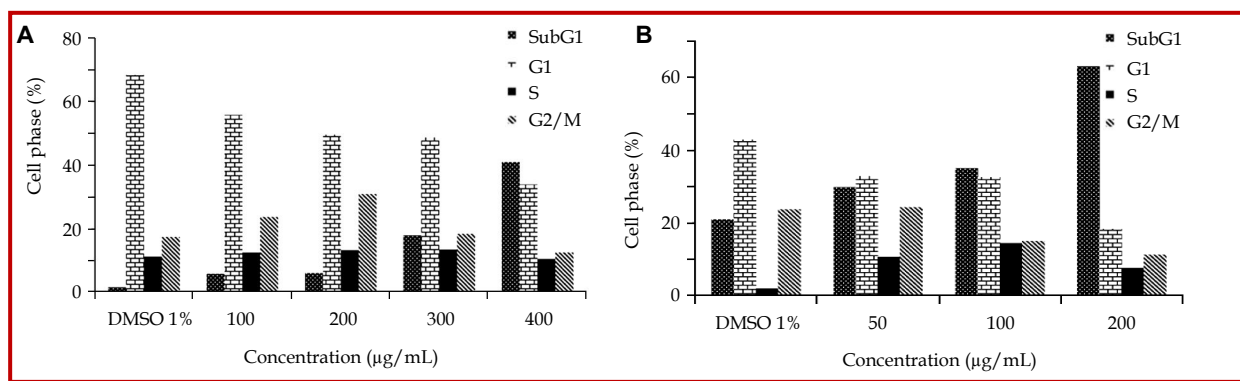 A
80
60
40
20
0
Cell phase (%)
SubG1
G1
S
G2/M
DMSO 1% 100 200 300 400
Concentration (µg/mL)
B
60
40
20
0
Cell phase (%)
SubG1
G1
S
G2/M
DMSO 1% 50 100 200
Concentration (µg/mL)